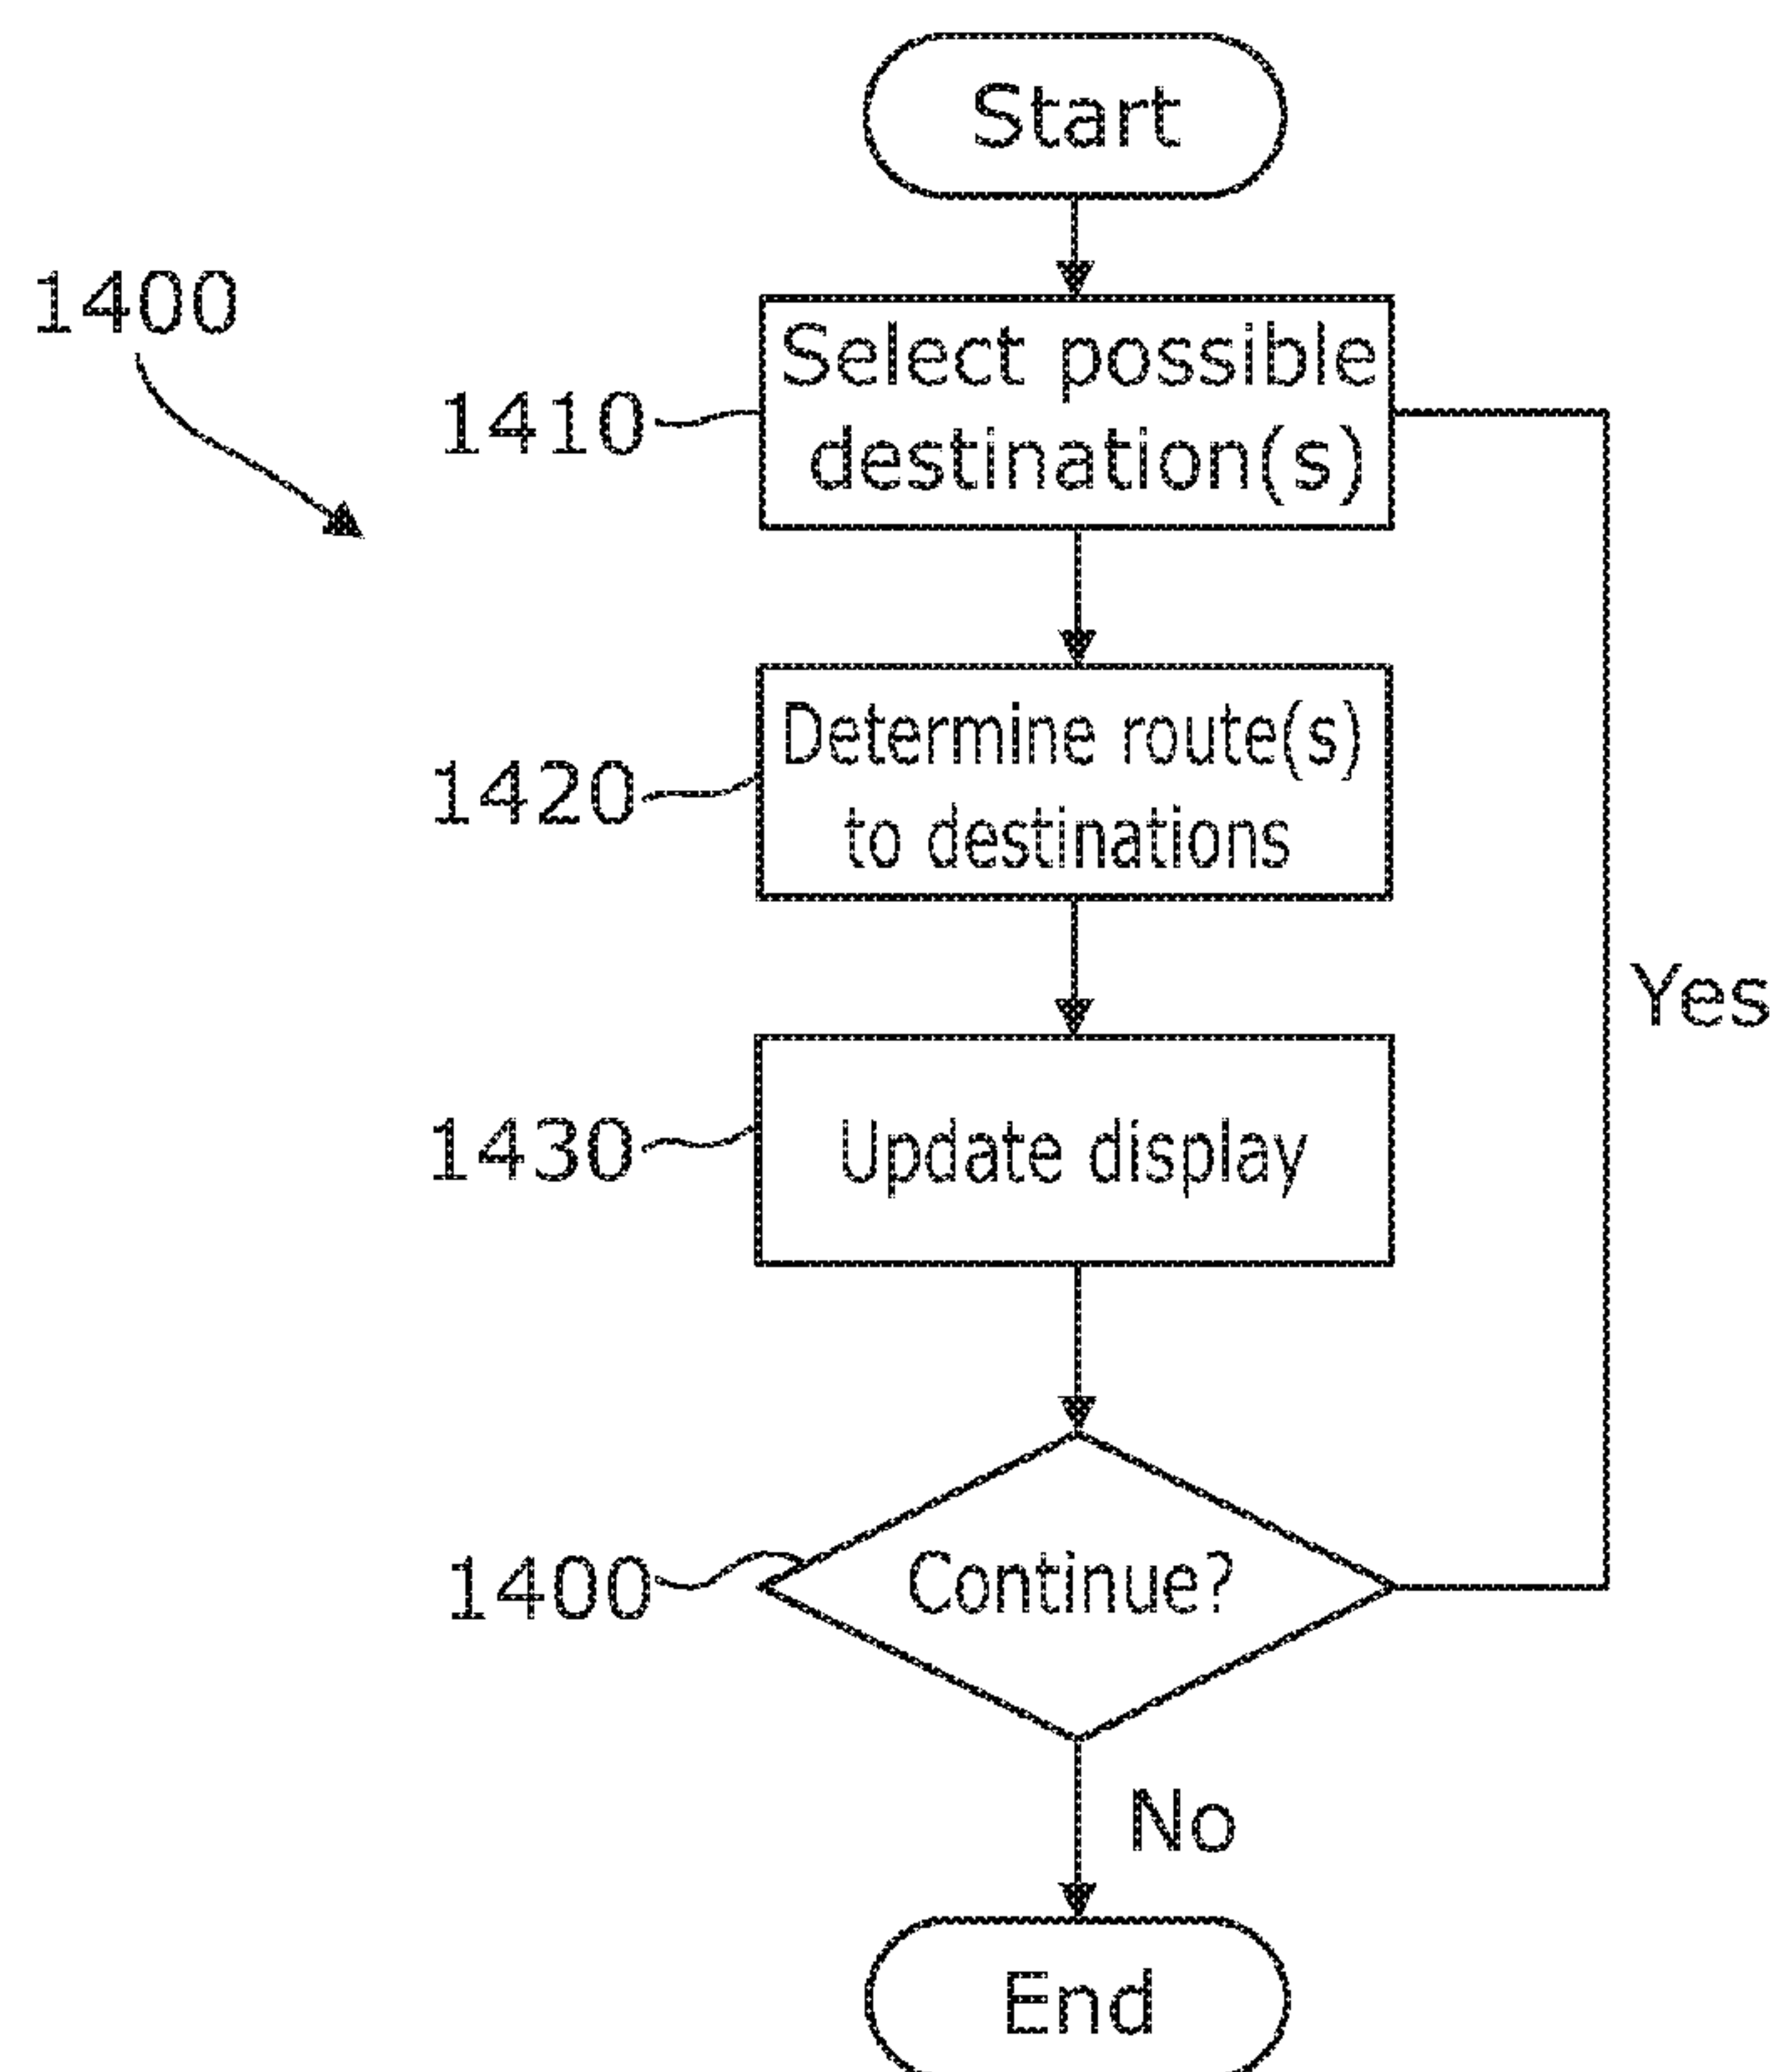 Start
1400
Select possible
destination(s)
1410
Determine route(s)
to destinations
1420
Yes
Update display
1430
Continue?
1400
No
End